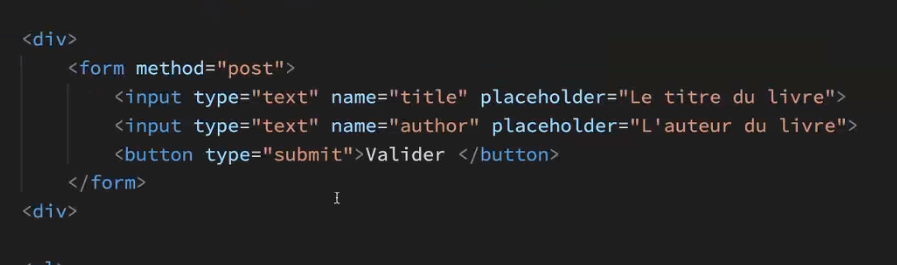 <div>
<form method="post">
<input type="text" name="title" placeholder="Le titre du livre">
<input type="text" name="author" placeholder="L'auteur du livre">
<button type="submit">Valider </button>
</form>
<div>